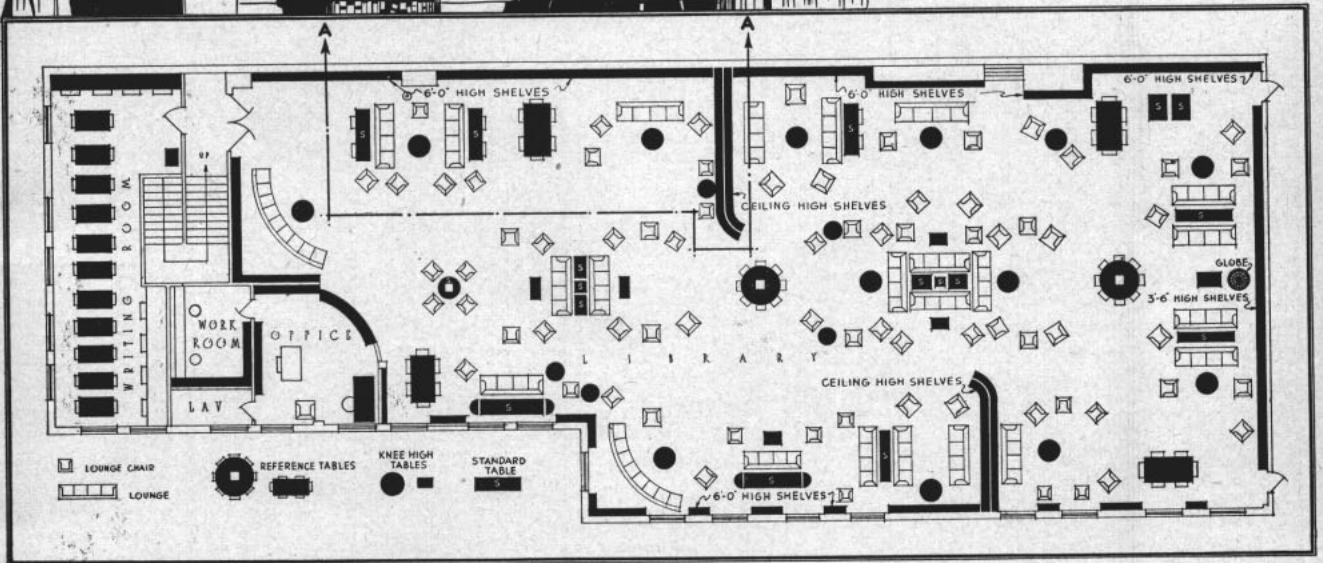 A A
6'-0" HIGH SHELVES
6'-0" HIGH SHELVES
6'-0" HIGH SHELVES
S S S S S
UP
CEILING HIGH SHELVES
WRITING ROOM
S
GLOBE
S
S
S
S S S
3'-6" HIGH SHELVES
WORK
ROOM
OFFICE
S
LIBRARY
CEILING HIGH SHELVES
LAV
S
S
S
LOUNGE CHAIR
LOUNGE
REFERENCE TABLES
KNEE HIGH
TABLES
STANDARD
TABLE
S
6'-0" HIGH SHELVES